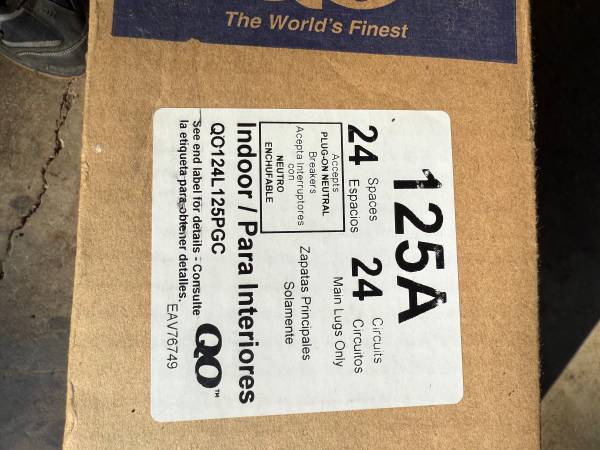 QO
The World's Finest
125A
24 Spaces Espacios
24 Circuits Circuitos
Main Lugs Only
Zapatas Principales
Solamente
Accepts
PLUG-ON NEUTRAL
Breakers
Acepta Interruptores
con
NEUTRO
ENCHUFABLE
Indoor / Para Interiores
QO124L125PGC
See end label for details - Consulte
la etiqueta para obtener detalles.
QO™
EAV76749